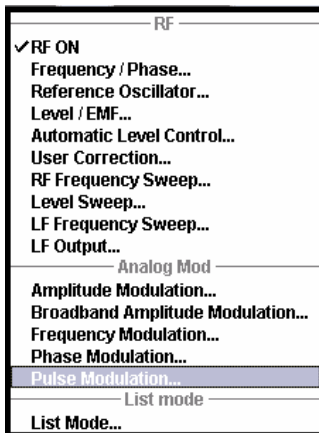 RF
✓RF ON
Frequency / Phase...
Reference Oscillator...
Level / EMF...
Automatic Level Control...
User Correction...
RF Frequency Sweep...
Level Sweep...
LF Frequency Sweep...
LF Output...
Analog Mod
Amplitude Modulation...
Broadband Amplitude Modulation...
Frequency Modulation...
Phase Modulation...
Pulse Modulation...
List mode
List Mode...